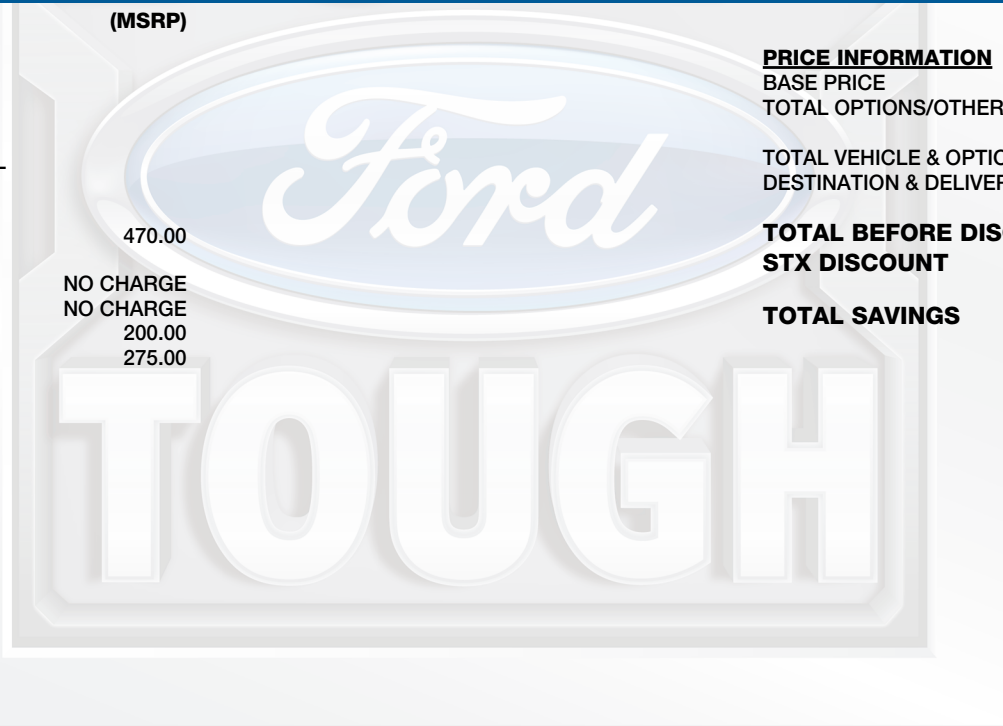 (MSRP)
470.00
NO CHARGE
NO CHARGE
200.00
275.00
PRICE INFORMATION
BASE PRICE
TOTAL OPTIONS/OTHER
TOTAL VEHICLE & OPTIO
DESTINATION & DELIVER
TOTAL BEFORE DIS
STX DISCOUNT
TOTAL SAVINGS
Ford
TOUGH